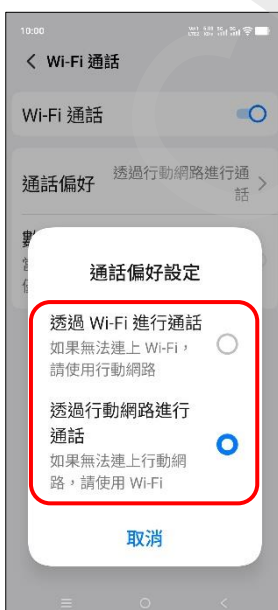 10:00
Wi-Fi 通話
Wi-Fi 通話
通話偏好
透過行動網路進行通
話
通話偏好設定
透過 Wi-Fi 進行通話
如果無法連上 Wi-Fi，
請使用行動網路
透過行動網路進行
通話
如果無法連上行動網
路，請使用 Wi-Fi
取消